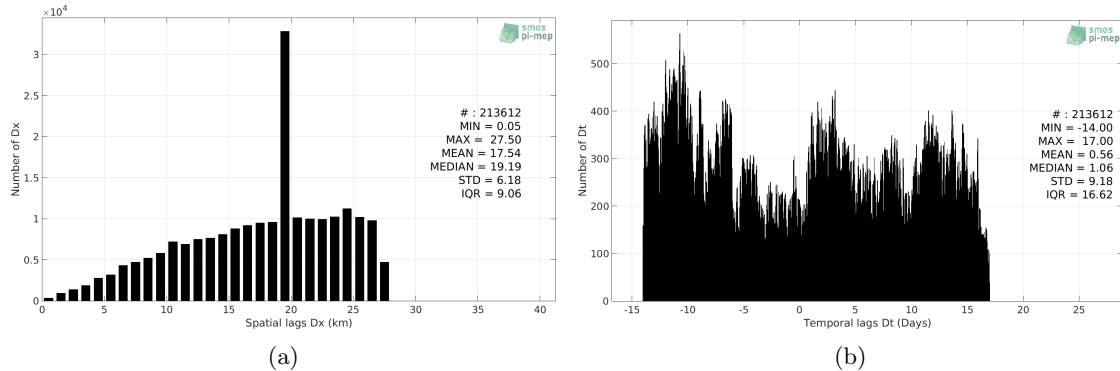 ×10⁴
3
2.5
2
1.5
1
0.5
0
Number of Dx
0 5 10 15 20 25 30 35 40
Spatial lags Dx (km)
smos
pi-mep
# : 213612
MIN = 0.05
MAX = 27.50
MEAN = 17.54
MEDIAN = 19.19
STD = 6.18
IQR = 9.06
(a)
500
400
300
200
100
0
Number of Dt
-15 -10 -5 0 5 10 15 20 25
Temporal lags Dt (Days)
smos
pi-mep
# : 213612
MIN = -14.00
MAX = 17.00
MEAN = 0.56
MEDIAN = 1.06
STD = 9.18
IQR = 16.62
(b)